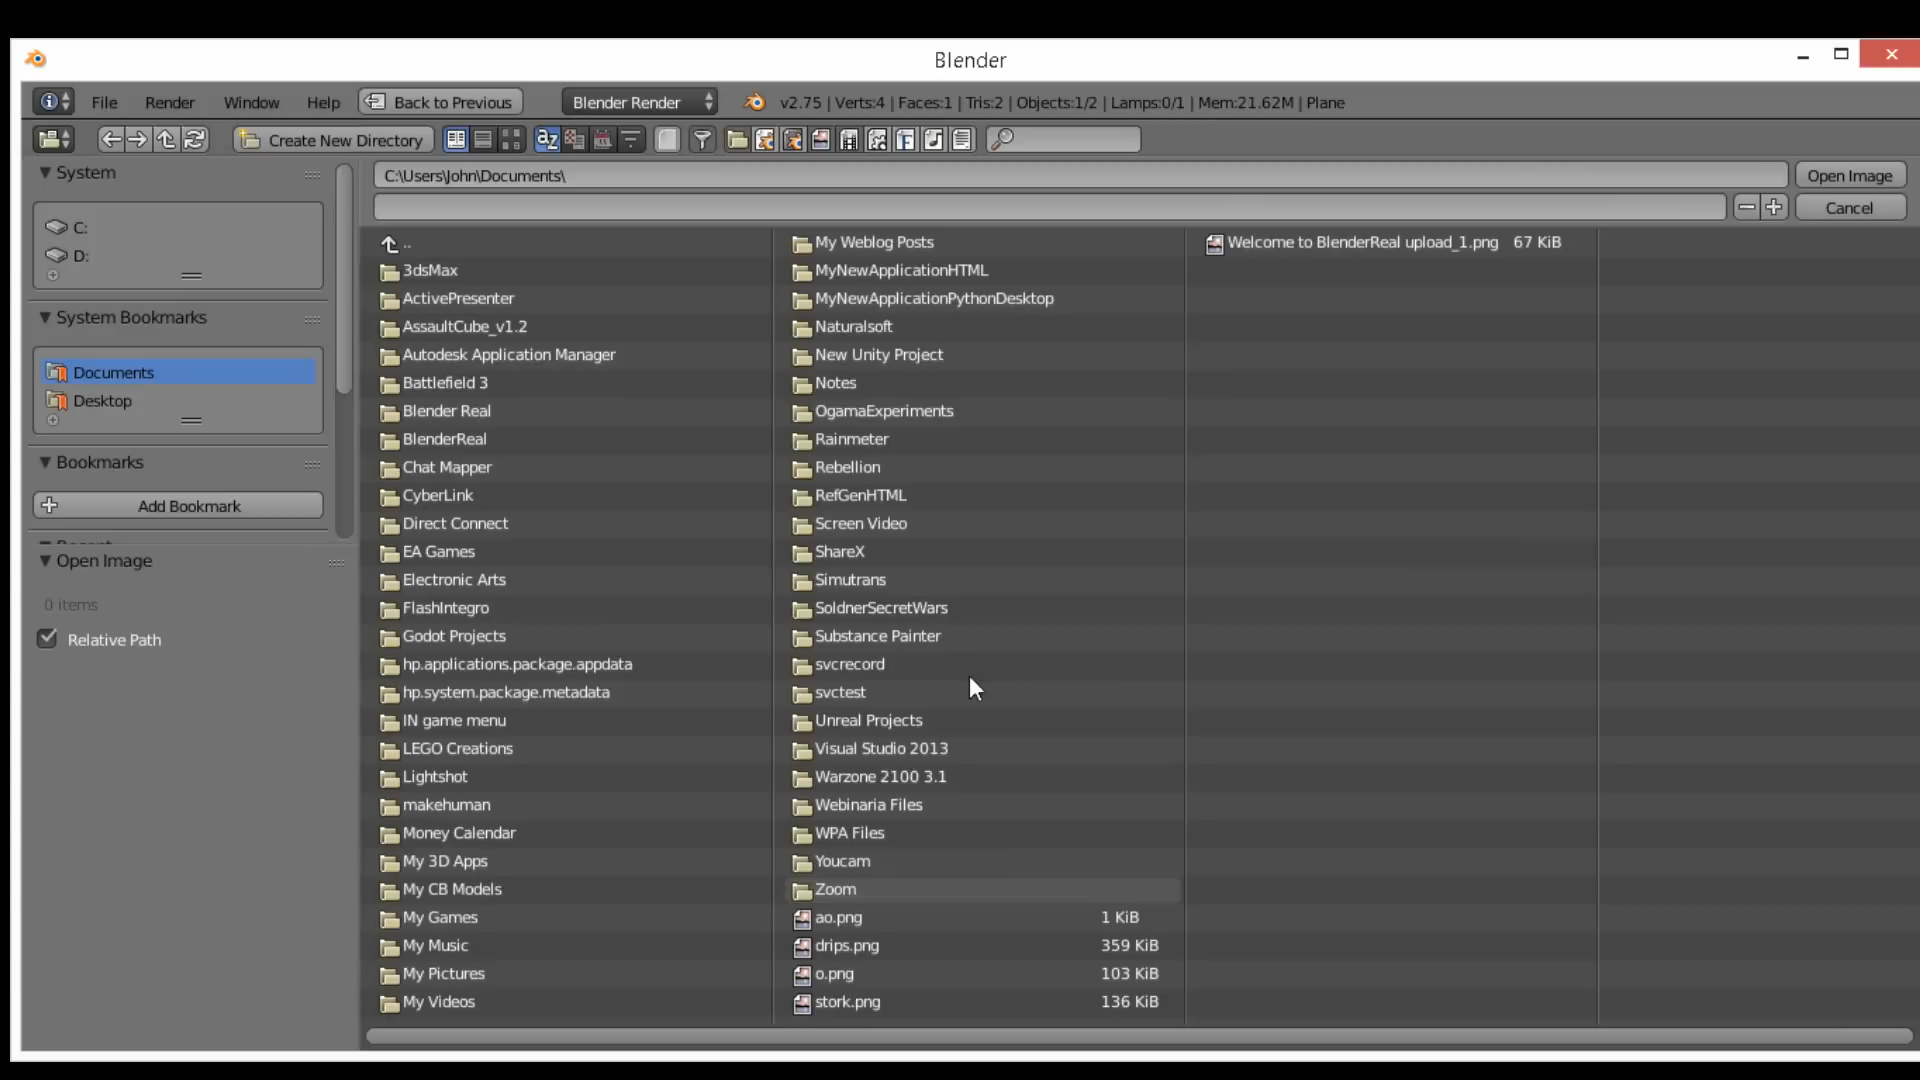 Blender
File Render Window Help Back to Previous Blender Render v2.75 | Verts:4 | Faces:1 | Tris:2 | Objects:1/2 | Lamps:0/1 | Mem:21.62M | Plane
Create New Directory
System
C:
D:
System Bookmarks
Documents
Desktop
Bookmarks
Add Bookmark
Open Image
0 items
Relative Path
C:\Users\John\Documents\
Open Image
Cancel
..
3dsMax
ActivePresenter
AssaultCube_v1.2
Autodesk Application Manager
Battlefield 3
Blender Real
BlenderReal
Chat Mapper
CyberLink
Direct Connect
EA Games
Electronic Arts
FlashIntegro
Godot Projects
hp.applications.package.appdata
hp.system.package.metadata
IN game menu
LEGO Creations
Lightshot
makehuman
Money Calendar
My 3D Apps
My CB Models
My Games
My Music
My Pictures
My Videos
My Weblog Posts
MyNewApplicationHTML
MyNewApplicationPythonDesktop
Naturalsoft
New Unity Project
Notes
OgamaExperiments
Rainmeter
Rebellion
RefGenHTML
Screen Video
ShareX
Simutrans
SoldnerSecretWars
Substance Painter
svcrecord
svctest
Unreal Projects
Visual Studio 2013
Warzone 2100 3.1
Webinaria Files
WPA Files
Youcam
Zoom
ao.png 1 KiB
drips.png 359 KiB
o.png 103 KiB
stork.png 136 KiB
Welcome to BlenderReal upload_1.png 67 KiB